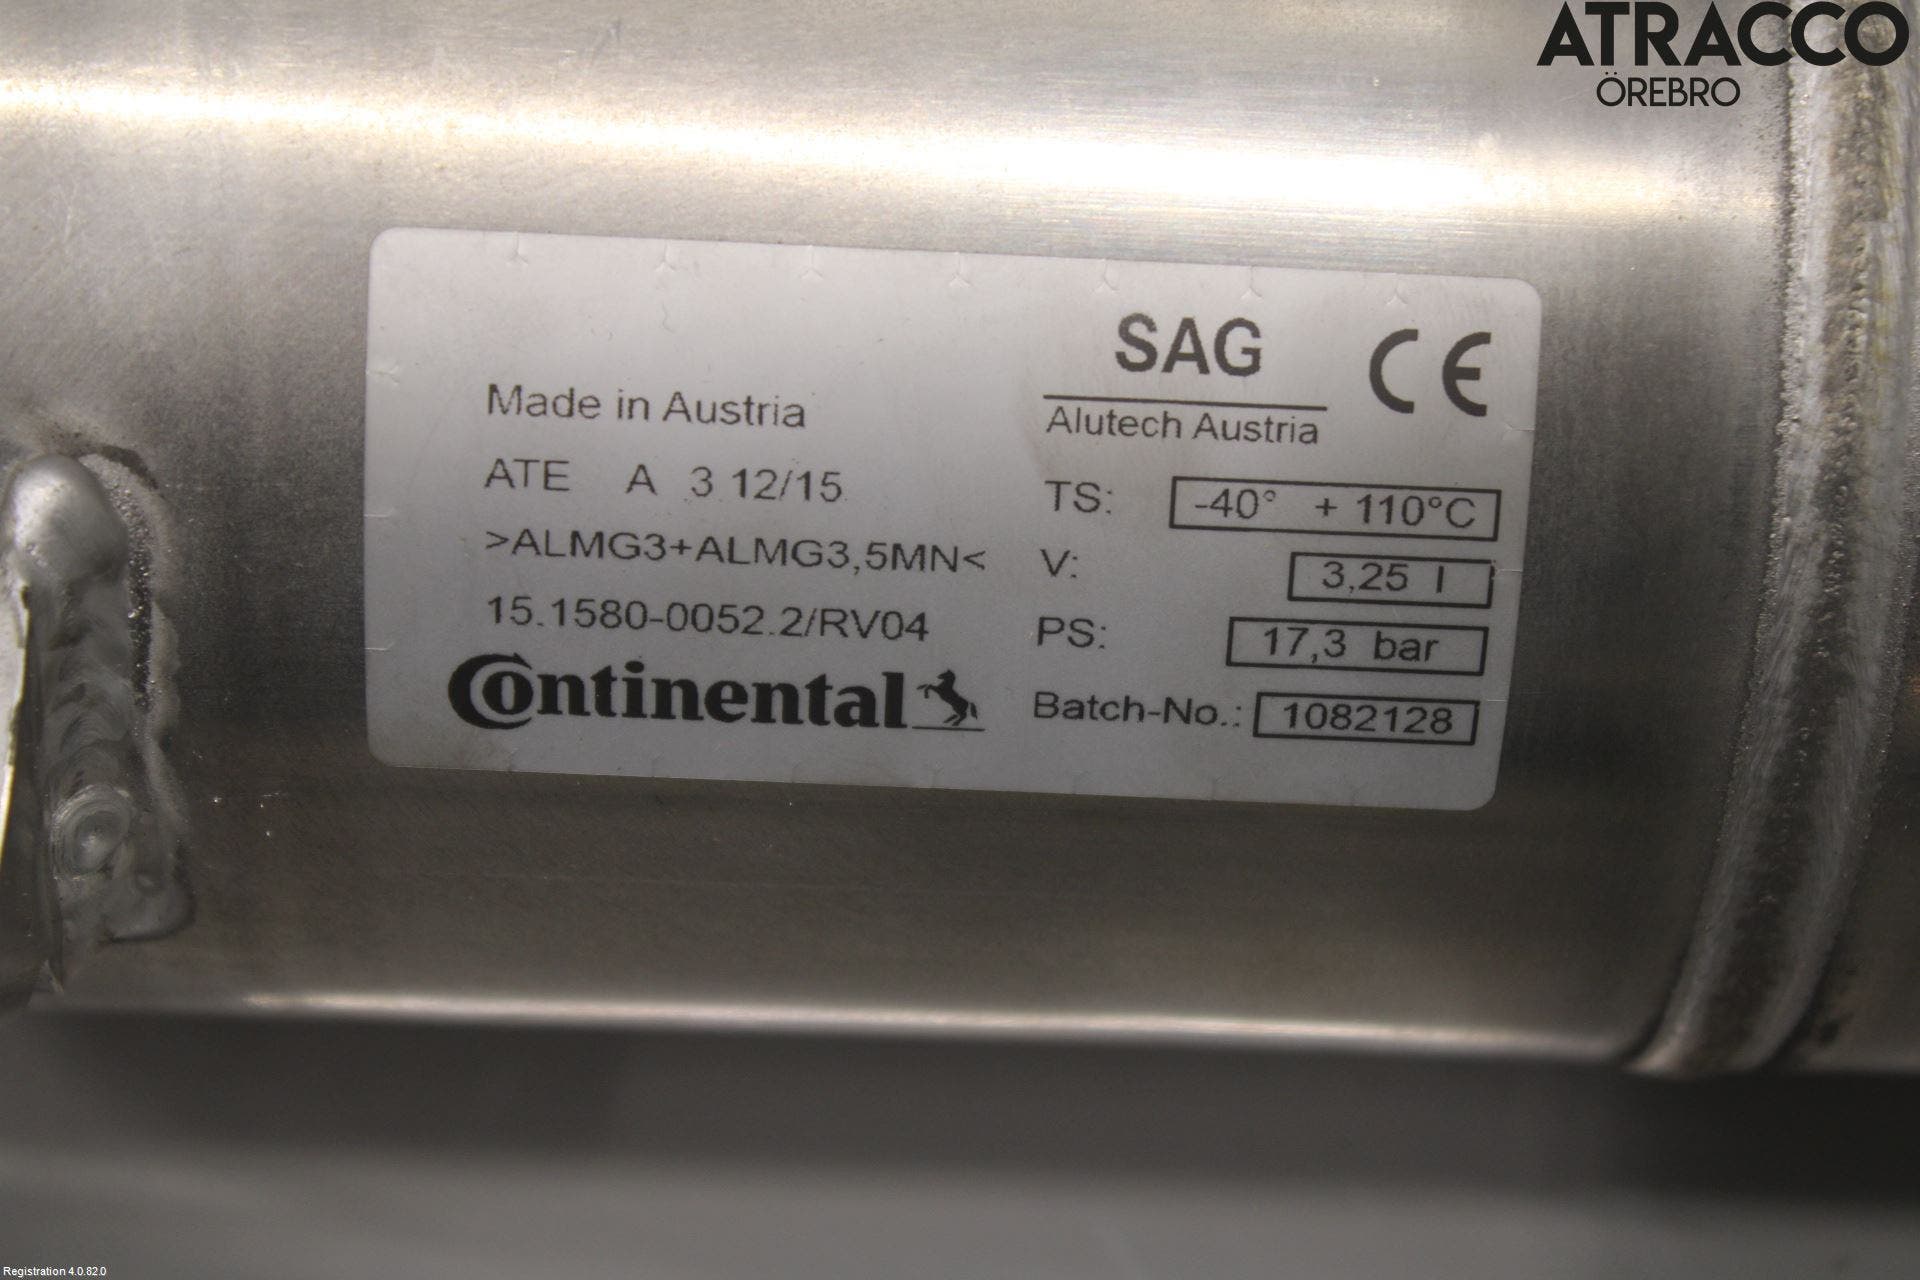 ATRACCO
ÖREBRO
Made in Austria
ATE A 3 12/15
>ALMG3+ALMG3,5MN<
15.1580-0052.2/RV04
Continental
SAG CE
Alutech Austria
TS: -40° + 110°C
V: 3,25 l
PS: 17,3 bar
Batch-No.: 1082128
Registration 4.0.82.0